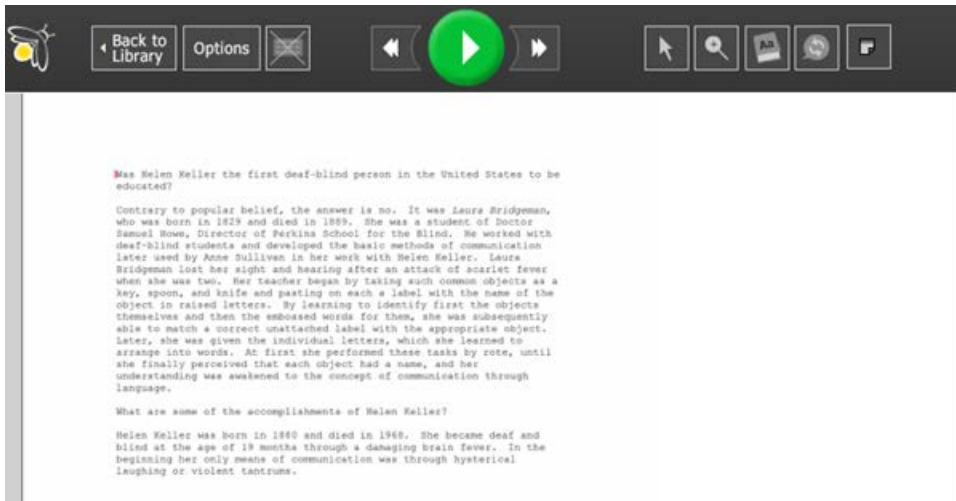 Back to
Library
Options
Aa
Was Helen Keller the first deaf-blind person in the United States to be
educated?
Contrary to popular belief, the answer is no. It was Laura Bridgeman,
who was born in 1829 and died in 1889. She was a student of Doctor
Samuel Howe, Director of Perkins School for the Blind. He worked with
deaf-blind students and developed the basic methods of communication
later used by Anne Sullivan in her work with Helen Keller. Laura
Bridgeman lost her sight and hearing after an attack of scarlet fever
when she was two. Her teacher began by taking such common objects as a
key, spoon, and knife and pasting on each a label with the name of the
object in raised letters. By learning to identify first the objects
themselves and then the embossed words for them, she was subsequently
able to match a correct unattached label with the appropriate object.
Later, she was given the individual letters, which she learned to
arrange into words. At first she performed these tasks by rote, until
she finally perceived that each object had a name, and her
understanding was awakened to the concept of communication through
language.
What are some of the accomplishments of Helen Keller?
Helen Keller was born in 1880 and died in 1968. She became deaf and
blind at the age of 19 months through a damaging brain fever. In the
beginning her only means of communication was through hysterical
laughing or violent tantrums.